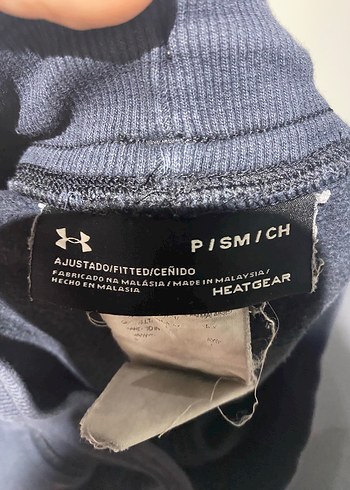 P / SM / CH
AJUSTADO/FITTED/CEÑIDO
FABRICADO NA MALÁSIA / MADE IN MALAYSIA /
HECHO EN MALASIA
HEATGEAR